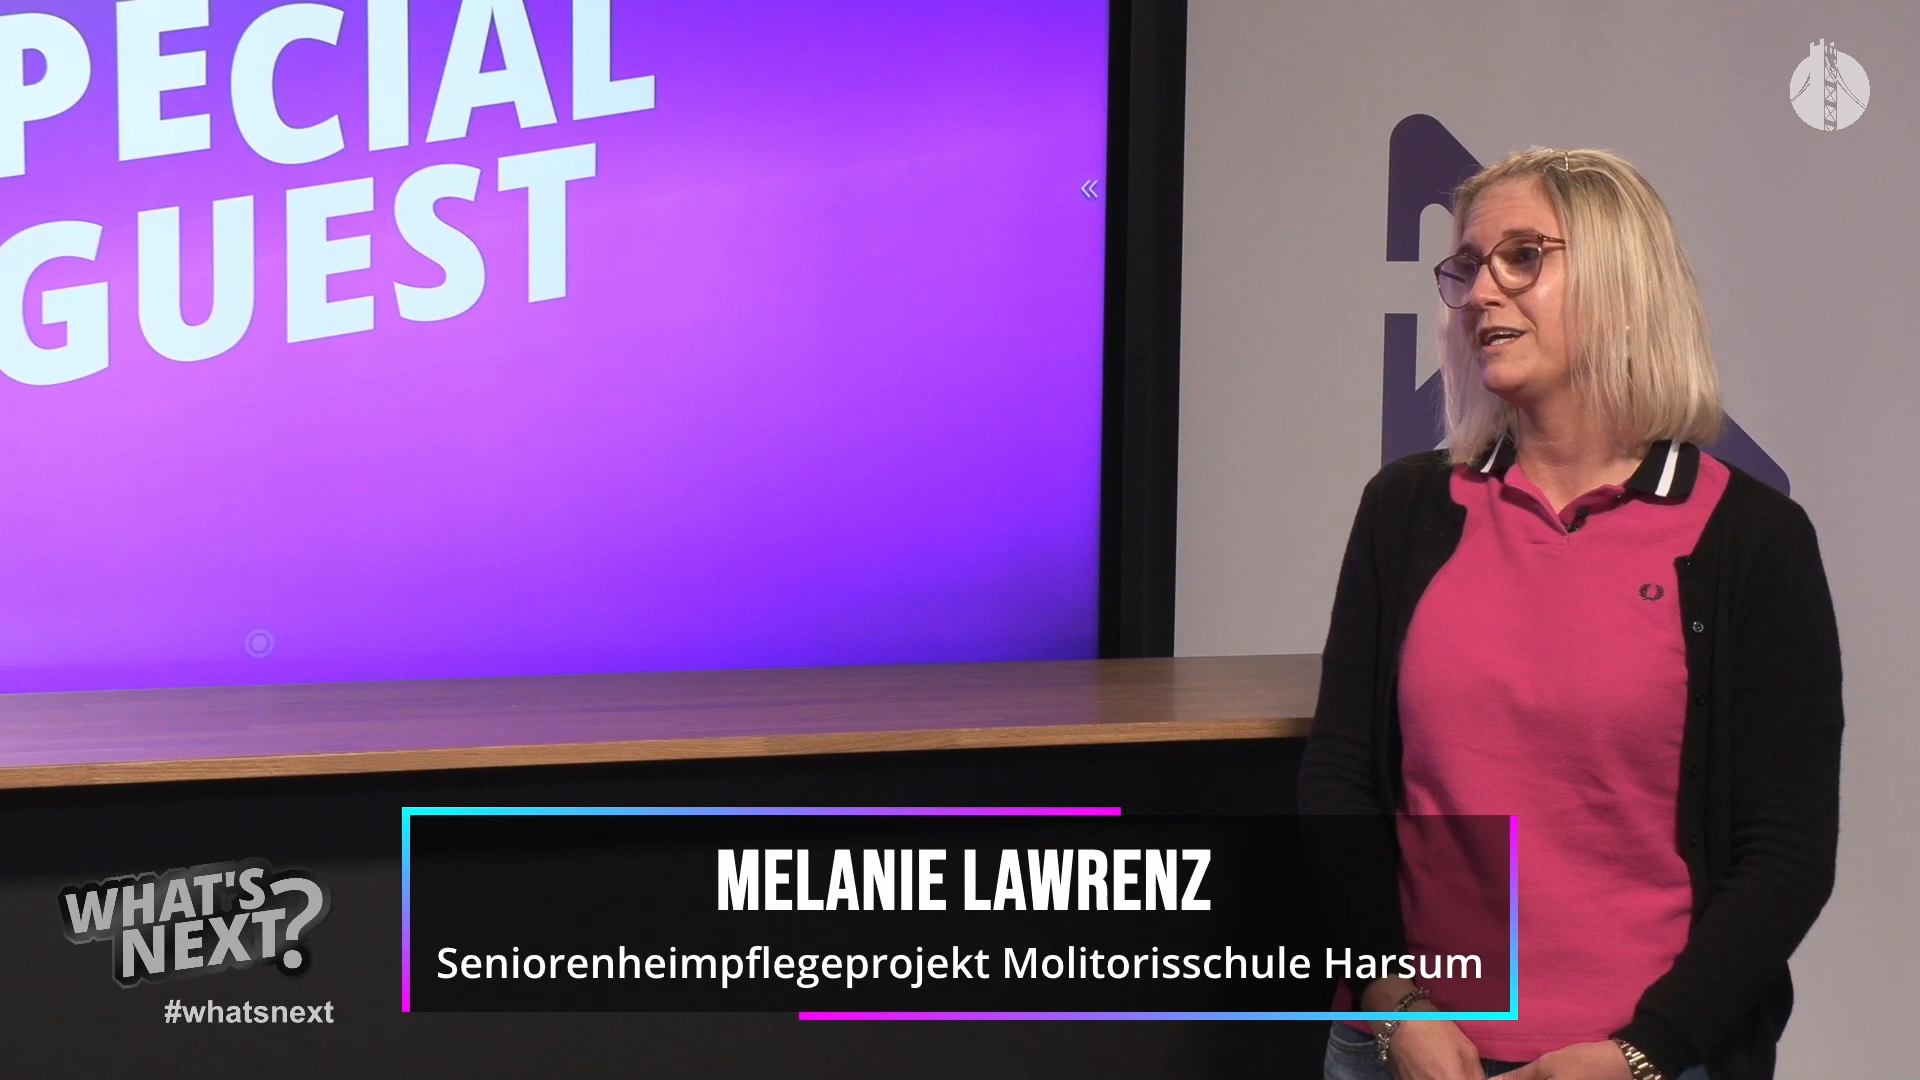 PECIAL
GUEST
MELANIE LAWRENZ
Seniorenheimpflegeprojekt Molitorisschule Harsum
WHAT'S
NEXT?
#whatsnext